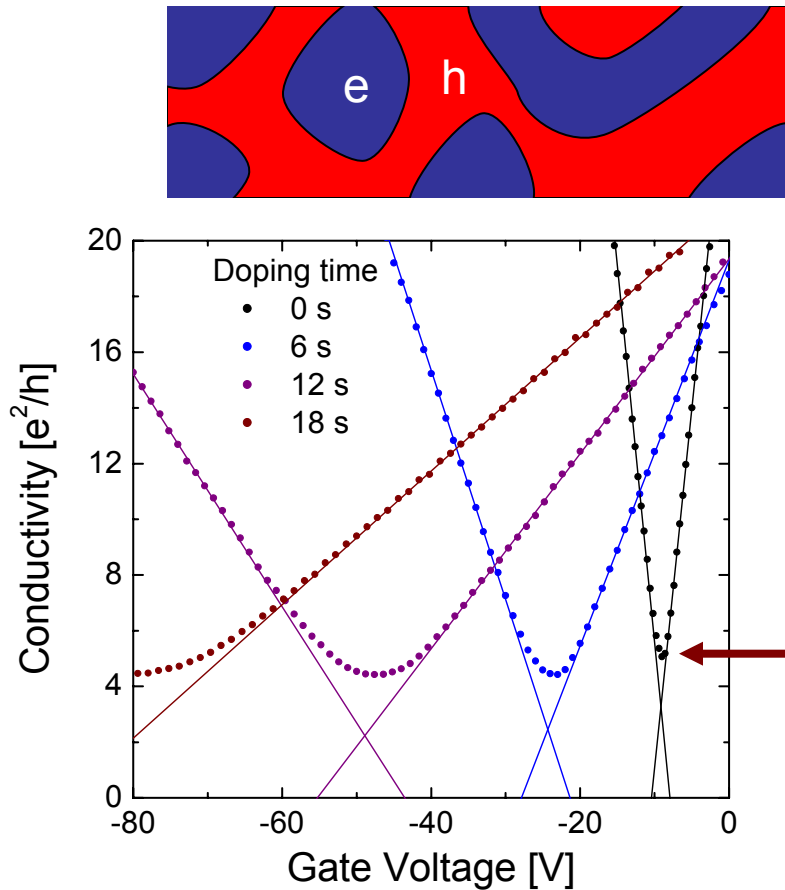 e h
Doping time
0 s
6 s
12 s
18 s
20
16
12
8
4
0
Conductivity [e²/h]
-80 -60 -40 -20 0
Gate Voltage [V]